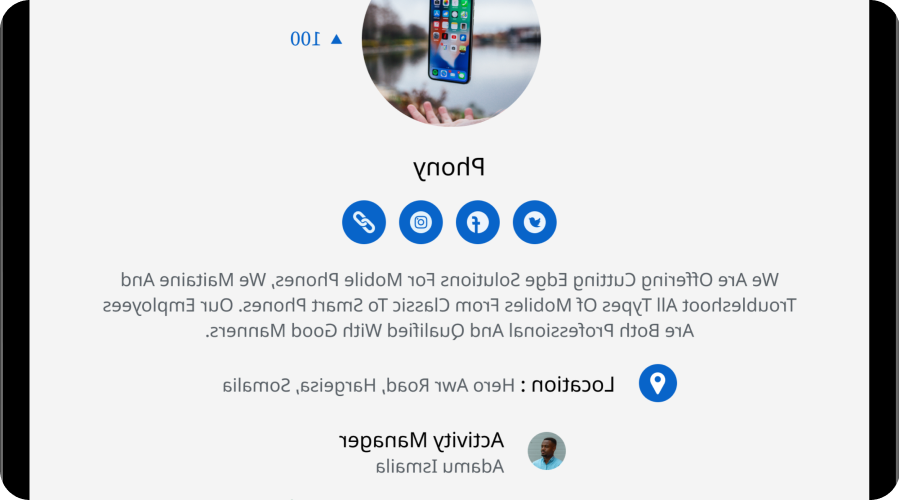 ▲ 100
Phony
We Are Offering Cutting Edge Solutions For Mobile Phones, We Maitaine And
Troubleshoot All Types Of Mobiles From Classic To Smart Phones. Our Employees
Are Both Professional And Qualified With Good Manners.
Location : Hero Awr Road, Hargeisa, Somalia
Activity Manager
Adamu Ismaila